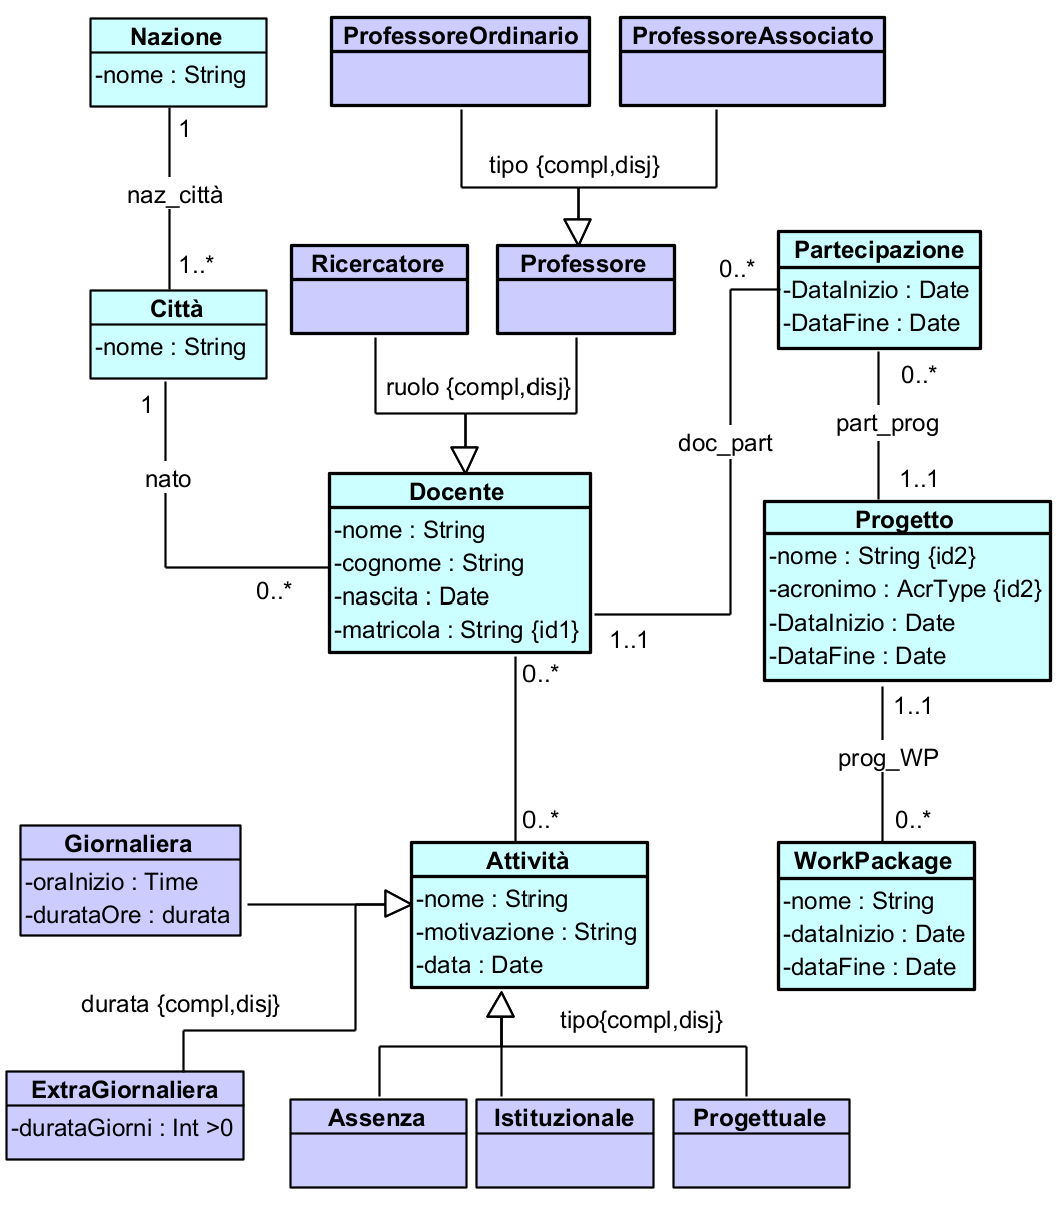 Nazione
-nome : String
ProfessoreOrdinario
ProfessoreAssociato
1
tipo {compl,disj}
naz_città
1..*
Città
-nome : String
Ricercatore
Professore
Partecipazione
-DataInizio : Date
-DataFine : Date
0..*
0..*
1
ruolo {compl,disj}
part_prog
doc_part
nato
1..1
Docente
-nome : String
-cognome : String
-nascita : Date
-matricola : String {id1}
Progetto
-nome : String {id2}
-acronimo : AcrType {id2}
-DataInizio : Date
-DataFine : Date
0..*
1..1
0..*
1..1
prog_WP
0..*
0..*
Giornaliera
-oraInizio : Time
-durataOre : durata
Attività
-nome : String
-motivazione : String
-data : Date
WorkPackage
-nome : String
-dataInizio : Date
-dataFine : Date
durata {compl,disj}
tipo{compl,disj}
ExtraGiornaliera
-durataGiorni : Int >0
Assenza
Istituzionale
Progettuale